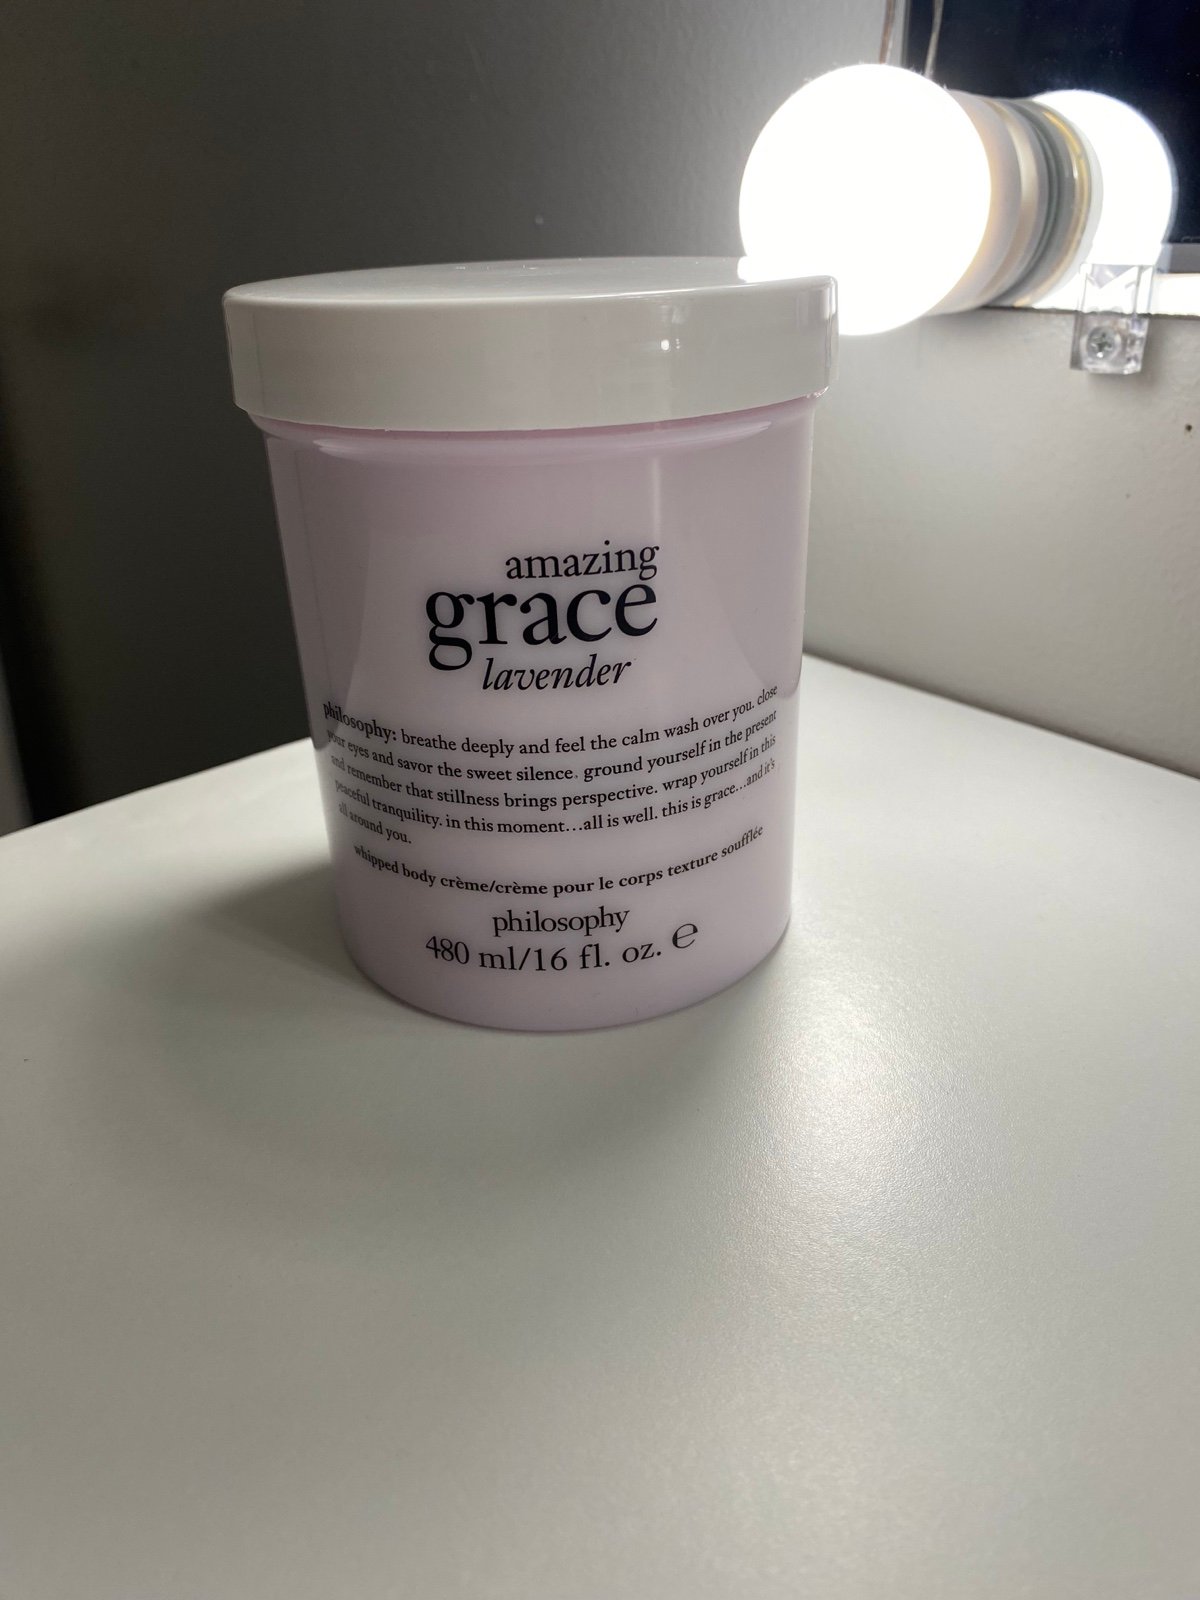 amazing
grace
lavender
philosophy: breathe deeply and feel the calm wash over you. close
your eyes and savor the sweet silence. ground yourself in the present
and remember that stillness brings perspective. wrap yourself in this
peaceful tranquility. in this moment...all is well. this is grace...and it's
all around you.
whipped body crème/crème pour le corps texture soufflée
philosophy
480 ml/16 fl. oz. ℮